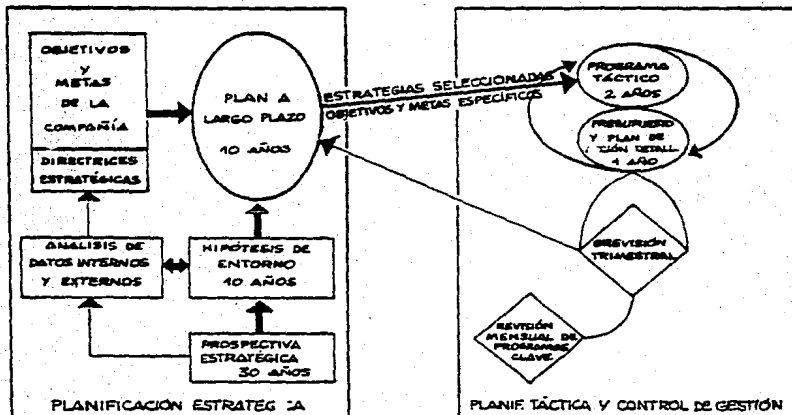 OBJETIVOS
Y
METAS
DE LA
COMPAÑÍA
DIRECTRICES
ESTRATÉGICAS
PLAN A
LARGO PLAZO
10 AÑOS
ANÁLISIS DE
DATOS INTERNOS
Y EXTERNOS
HIPÓTESIS DE
ENTORNO
10 AÑOS
PROSPECTIVA
ESTRATÉGICA
30 AÑOS
PLANIFICACIÓN ESTRATEG
ESTRATEGIAS SELECCIONADAS
OBJETIVOS Y METAS ESPECÍFICOS
PROGRAMA
TÁCTICO
2 AÑOS
PRESUPUESTO
Y PLAN DE
DETALL
1 AÑO
TRIMESTRAL
REVISIÓN
MENSUAL DE
PROGRAMAS
CLAVE
PLANIF. TÁCTICA Y CONTROL DE GESTIÓN